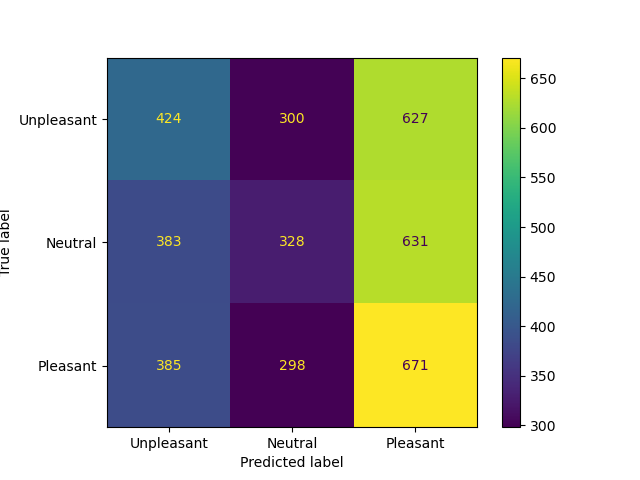 Unpleasant 424 300 627
Neutral 383 328 631
Pleasant 385 298 671
Unpleasant Neutral Pleasant
Predicted label
True label
650
600
550
500
450
400
350
300